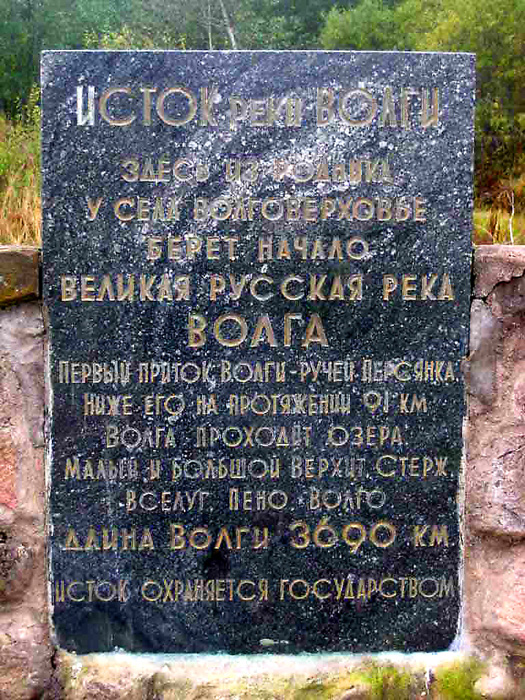 ИСТОК РЕКИ ВОЛГИ
ЗДЕСЬ ИЗ РОДНИКА
У СЕЛА ВОЛГОВЕРХОВЬЕ
БЕРЕТ НАЧАЛО
ВЕЛИКАЯ РУССКАЯ РЕКА
ВОЛГА
ПЕРВЫЙ ПРИТОК ВОЛГИ - РУЧЕЙ ПЕРСЯНКА.
НИЖЕ ЕГО НА ПРОТЯЖЕНИИ 91 КМ
ВОЛГА ПРОХОДИТ ОЗЕРА:
МАЛЫЙ И БОЛЬШОЙ ВЕРХИТ, СТЕРЖ,
ВСЕЛУГ, ПЕНО, ВОЛГО
ДЛИНА ВОЛГИ 3690 КМ.
ИСТОК ОХРАНЯЕТСЯ ГОСУДАРСТВОМ